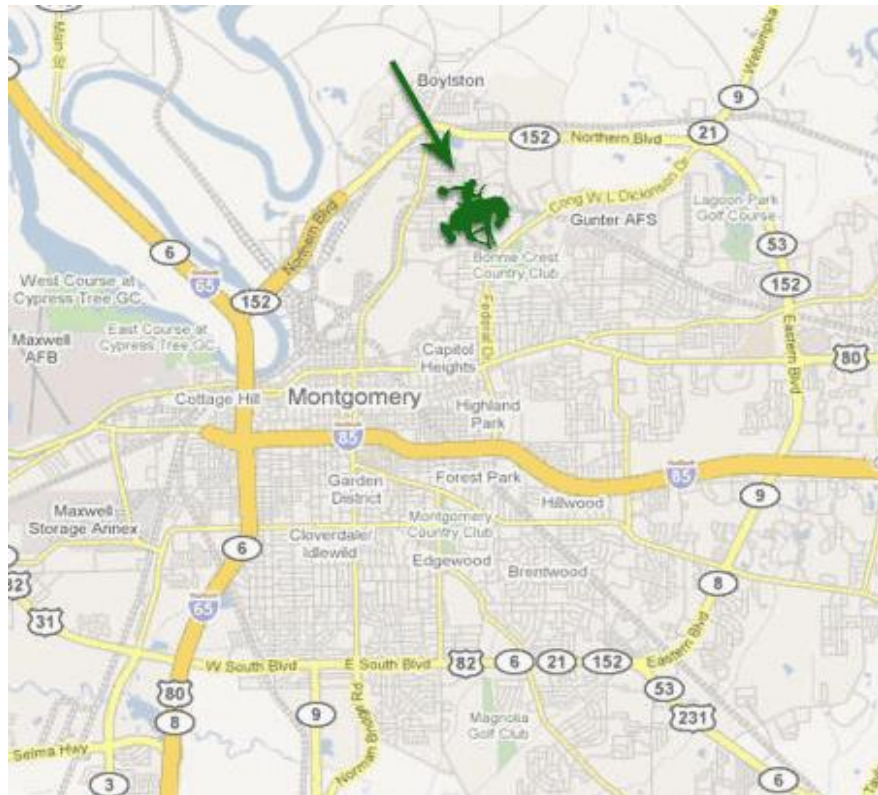 Main St
Boylston
Wetumpka
9
21
152
Northern Blvd
Cong W L Dickinson Dr
Lagoon Park
Golf Course
Gunter AFS
Northern Blvd
6
53
Bonnie Crest
Country Club
65
152
152
West Course at
Cypress Tree GC
Federal Dr
Eastern Blvd
East Course at
Cypress Tree GC
Maxwell
AFB
Capitol
Heights
80
Cottage Hill
Montgomery
Highland
Park
85
Garden
District
Forest Park
85
Hillwood
9
Maxwell
Storage Annex
Montgomery
Country Club
Cloverdale
Idlewild
6
Edgewood
Brentwood
8
82
65
31
Eastern Blvd
W South Blvd
E South Blvd
82
6
21
152
80
53
8
9
Norman Bridge Rd
Magnolia
Golf Club
231
Selma Hwy
3
6